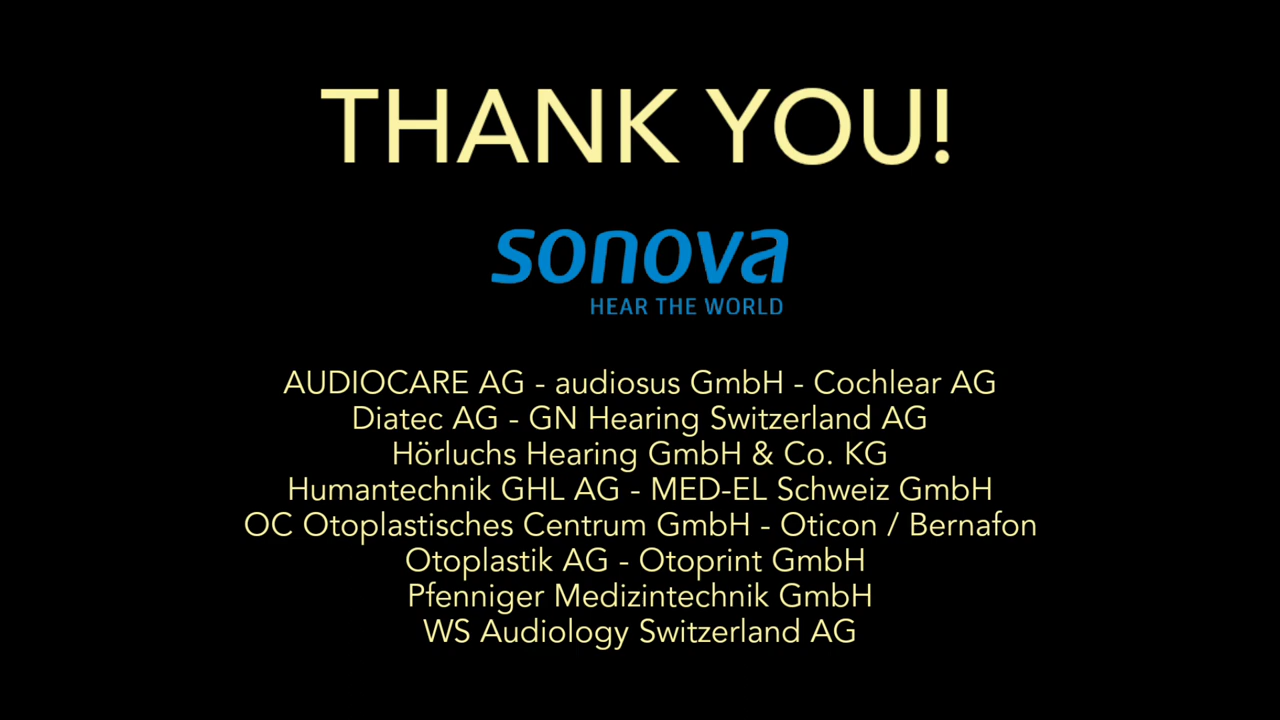 THANK YOU!
sonova
HEAR THE WORLD
AUDIOCARE AG - audiosus GmbH - Cochlear AG
Diatec AG - GN Hearing Switzerland AG
Hörluchs Hearing GmbH & Co. KG
Humantechnik GHL AG - MED-EL Schweiz GmbH
OC Otoplastisches Centrum GmbH - Oticon / Bernafon
Otoplastik AG - Otoprint GmbH
Pfenniger Medizintechnik GmbH
WS Audiology Switzerland AG